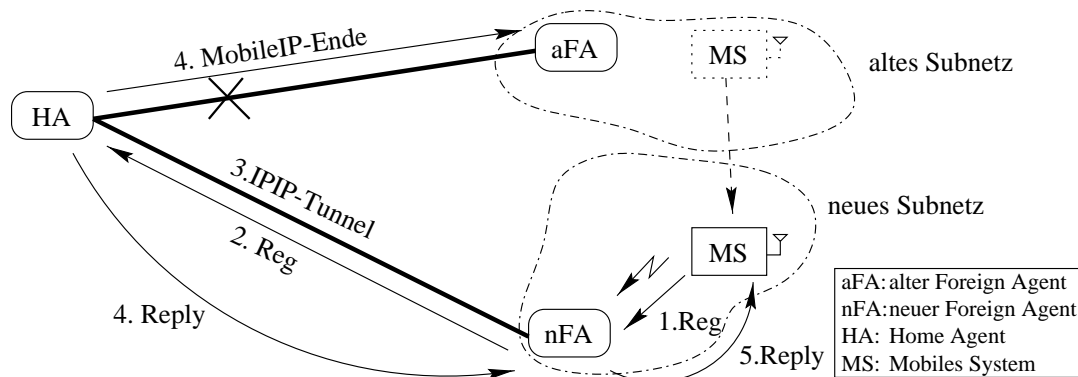 4. MobileIP-Ende
aFA
MS
altes Subnetz
HA
3.IPIP-Tunnel
2. Reg
neues Subnetz
MS
4. Reply
nFA
1.Reg
5.Reply
aFA: alter Foreign Agent
nFA: neuer Foreign Agent
HA: Home Agent
MS: Mobiles System